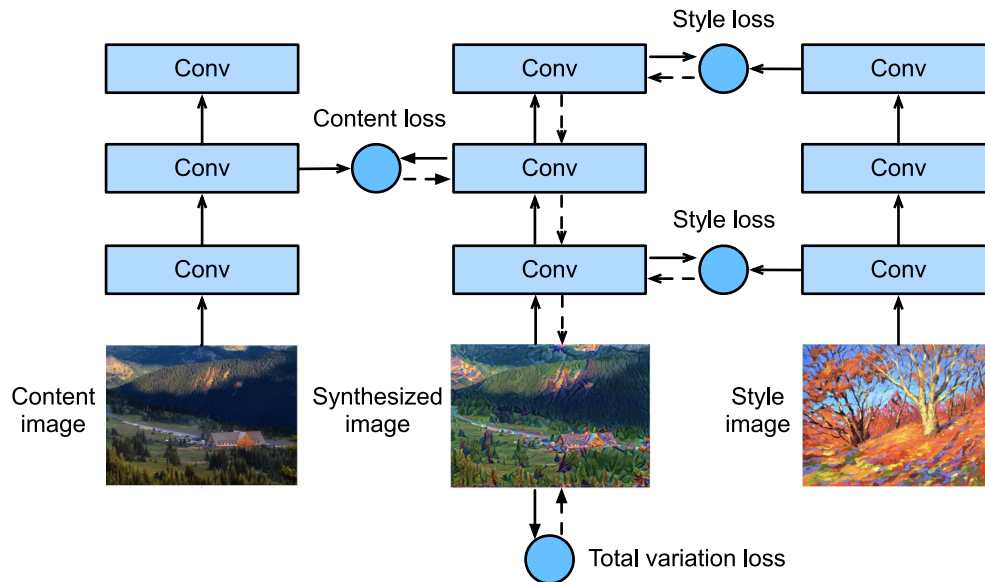 Style loss
Conv
Conv
Conv
Content loss
Conv
Conv
Conv
Style loss
Conv
Conv
Conv
Content
image
Synthesized
image
Style
image
Total variation loss